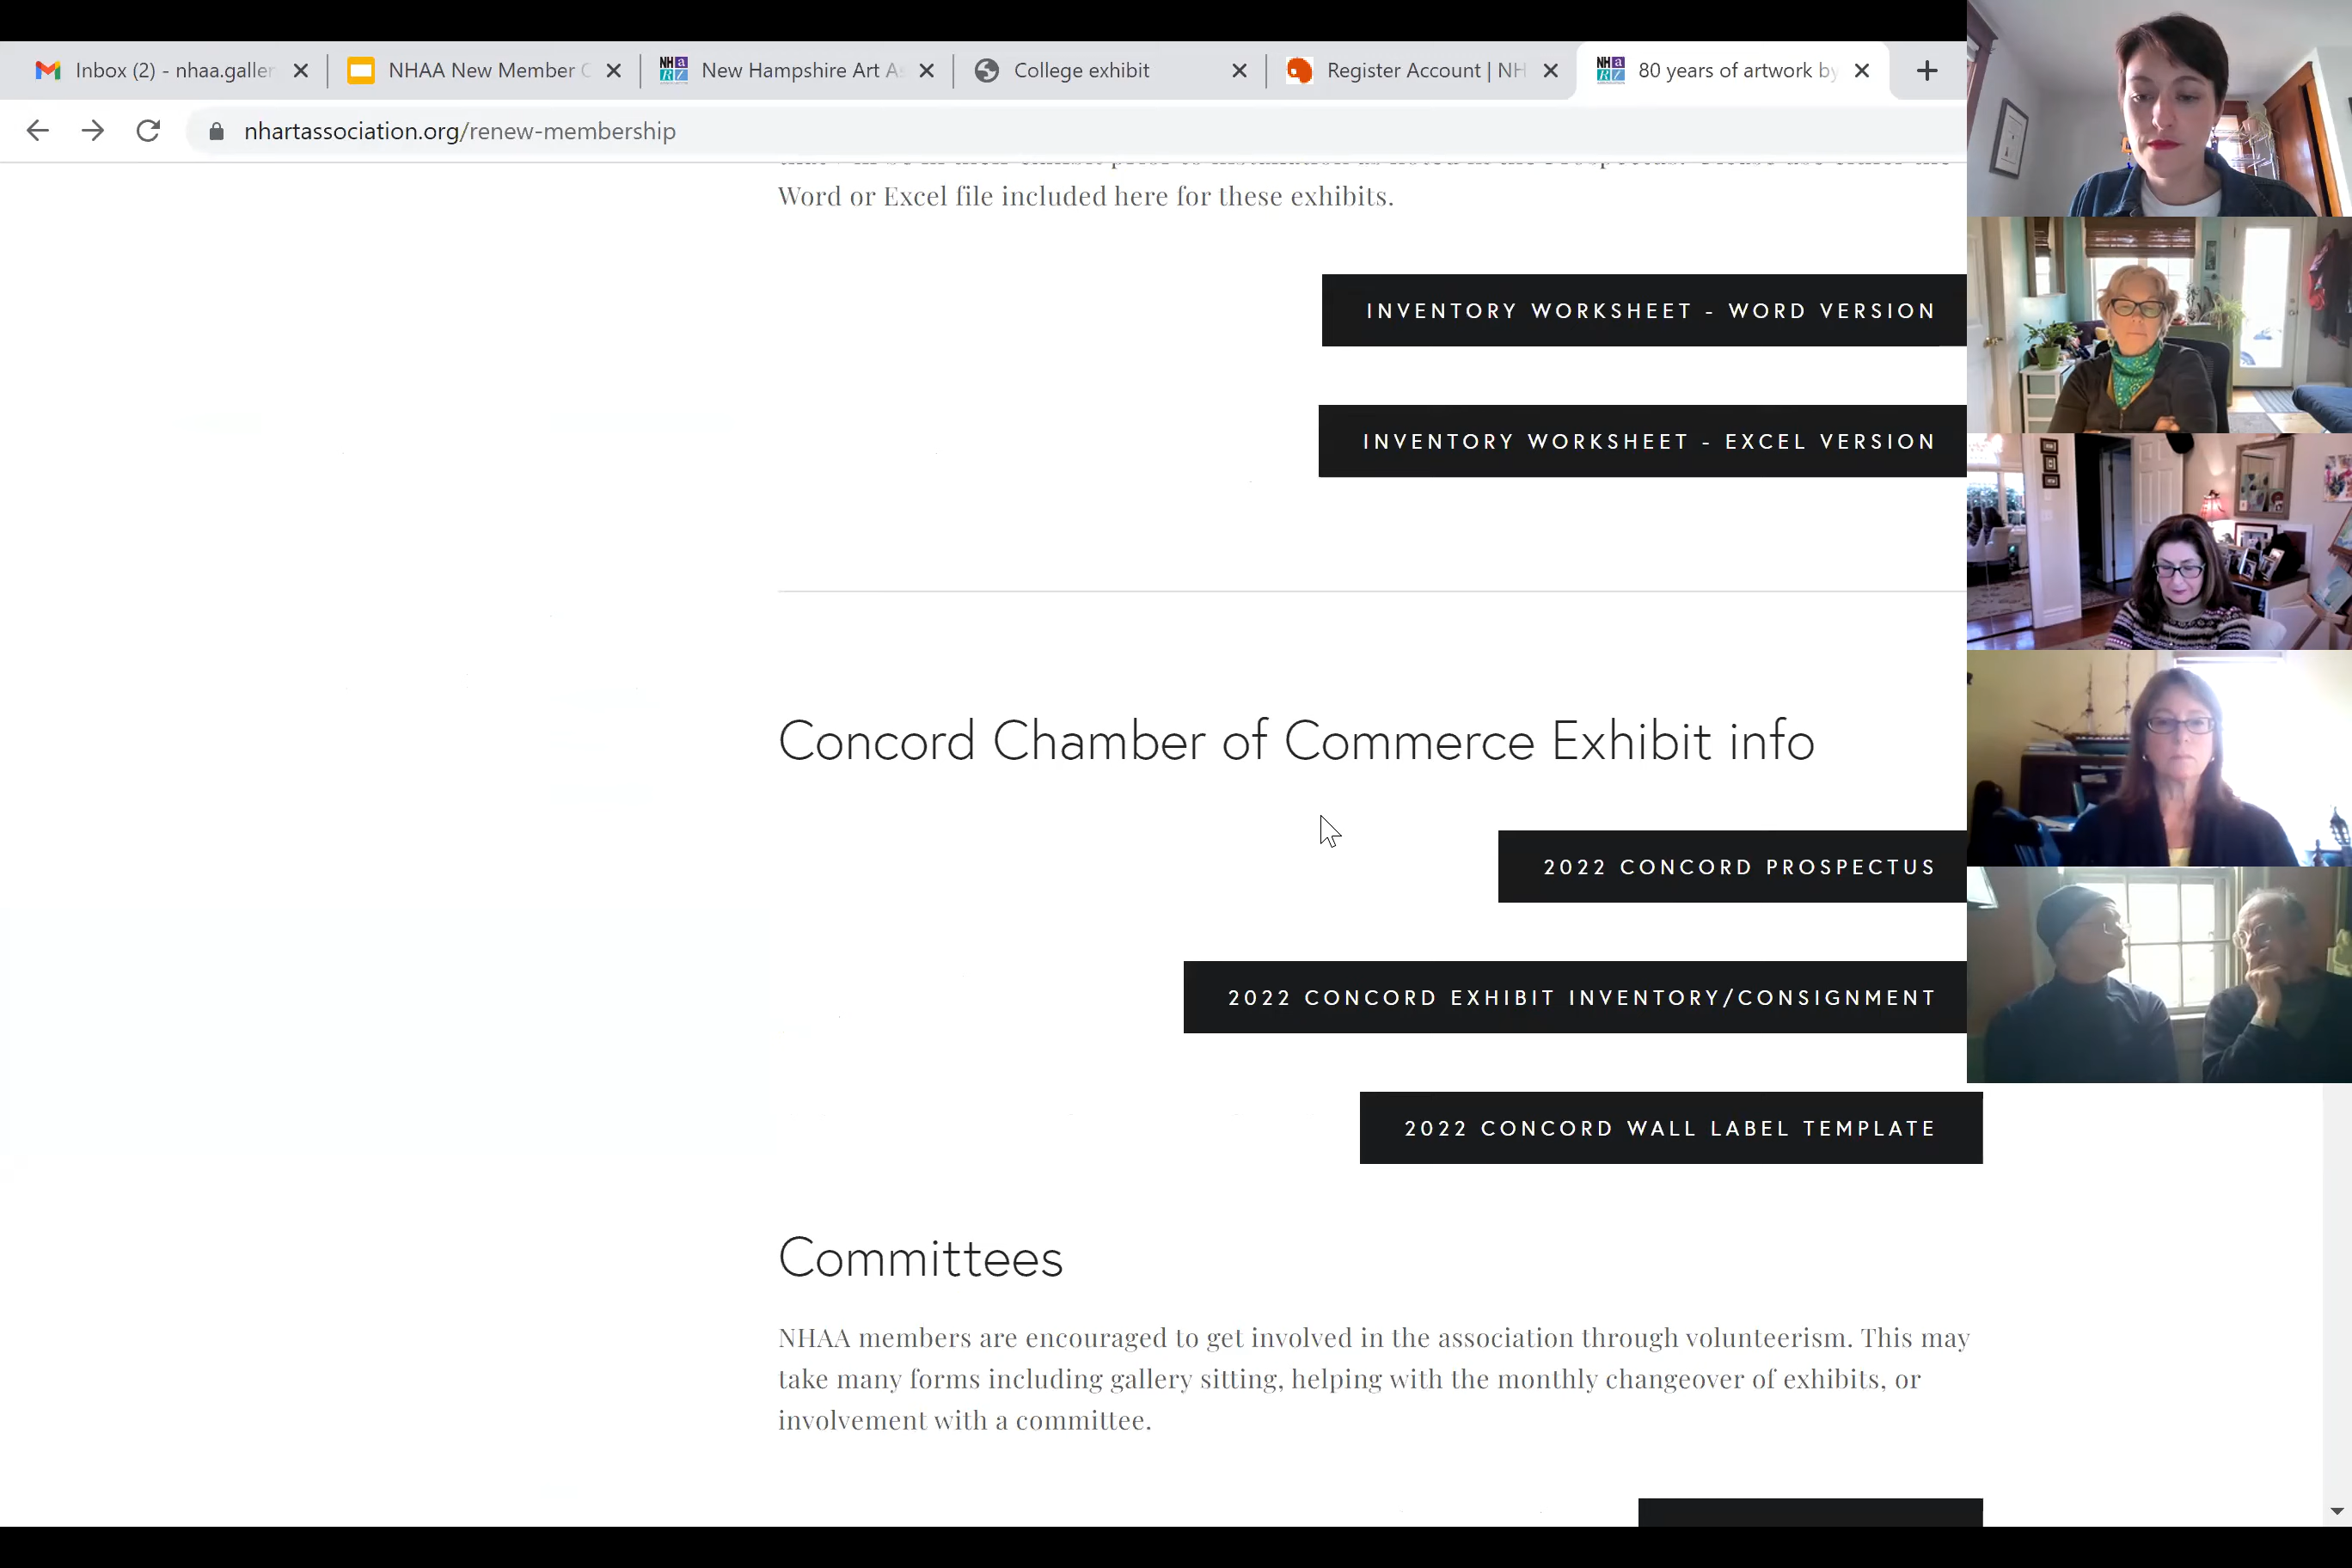 Inbox (2) - nhaa.galler
NHAA New Member C
NH a R/
New Hampshire Art A
College exhibit
Register Account | NH
NH a R/
80 years of artwork by
nhartassociation.org/renew-membership
Word or Excel file included here for these exhibits.
INVENTORY WORKSHEET - WORD VERSION
INVENTORY WORKSHEET - EXCEL VERSION
Concord Chamber of Commerce Exhibit info
2022 CONCORD PROSPECTUS
2022 CONCORD EXHIBIT INVENTORY/CONSIGNMENT
2022 CONCORD WALL LABEL TEMPLATE
Committees
NHAA members are encouraged to get involved in the association through volunteerism. This may
take many forms including gallery sitting, helping with the monthly changeover of exhibits, or
involvement with a committee.